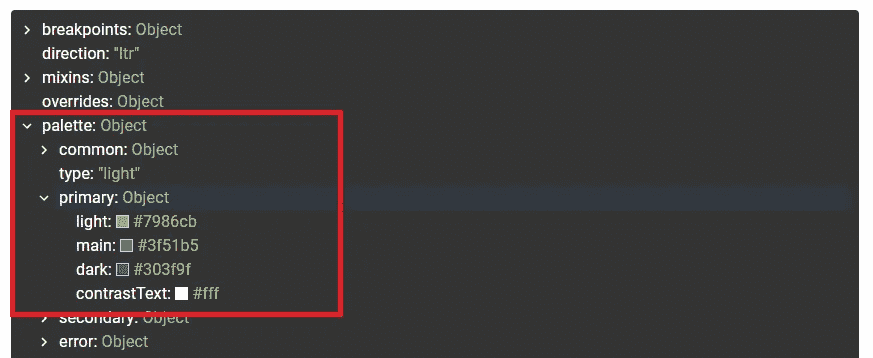 breakpoints: Object
direction: "ltr"
mixins: Object
overrides: Object
palette: Object
common: Object
type: "light"
primary: Object
light: #7986cb
main: #3f51b5
dark: #303f9f
contrastText: #fff
secondary: Object
error: Object